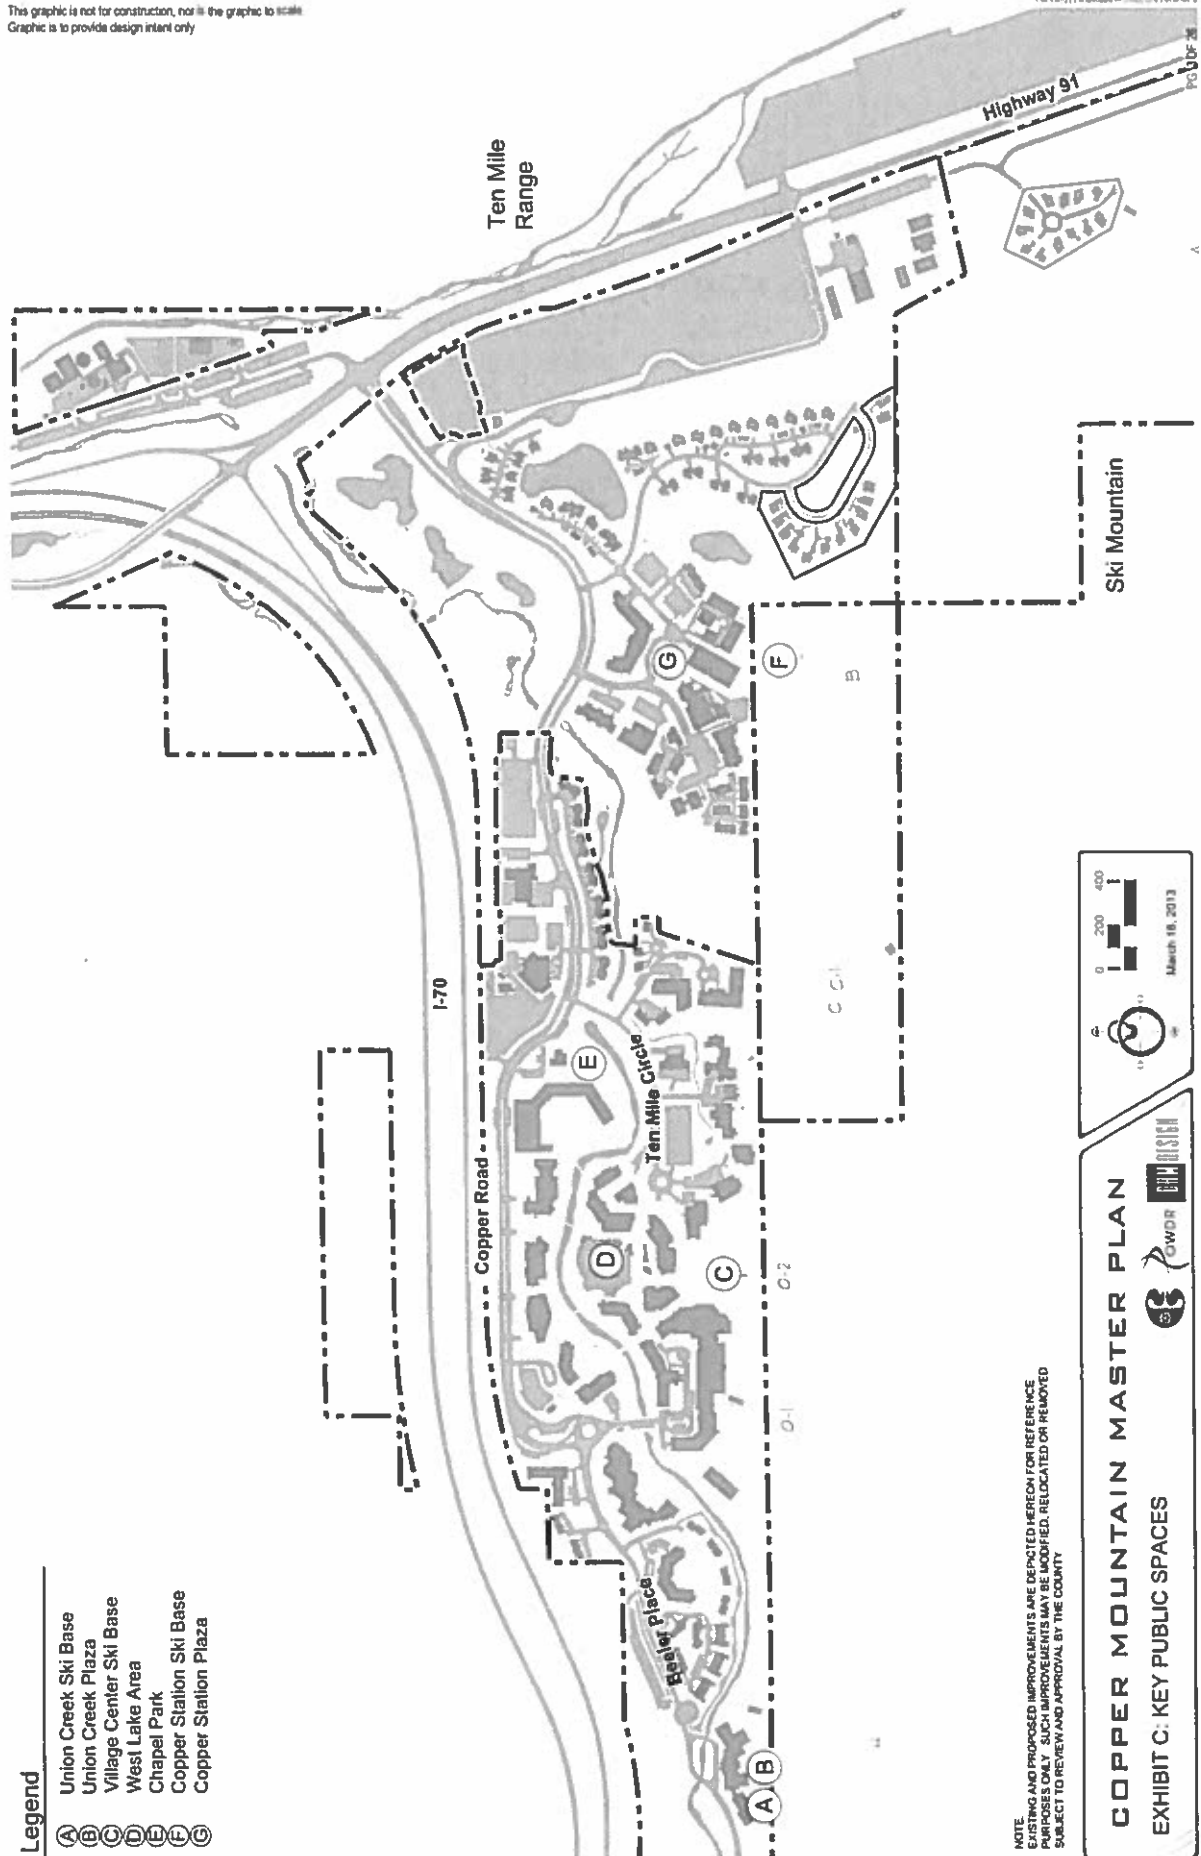 This graphic is not for construction, nor is the graphic to scale
Graphic is to provide design intent only
Legend
A Union Creek Ski Base
B Union Creek Plaza
C Village Center Ski Base
D West Lake Area
E Chapel Park
F Copper Station Ski Base
G Copper Station Plaza
Ten Mile
Range
Highway 91
I-70
Copper Road
Ten Mile Circle
Beeler Place
Ski Mountain
A
B
C
D
E
F
G
B
O-2
O-1
NOTE
EXISTING AND PROPOSED IMPROVEMENTS ARE DEPICTED HEREON FOR REFERENCE
PURPOSES ONLY SUCH IMPROVEMENTS MAY BE MODIFIED, RELOCATED OR REMOVED
SUBJECT TO REVIEW AND APPROVAL BY THE COUNTY
COPPER MOUNTAIN MASTER PLAN
EXHIBIT C: KEY PUBLIC SPACES
POWDR
DHM DESIGN
0 200 400
March 18, 2013